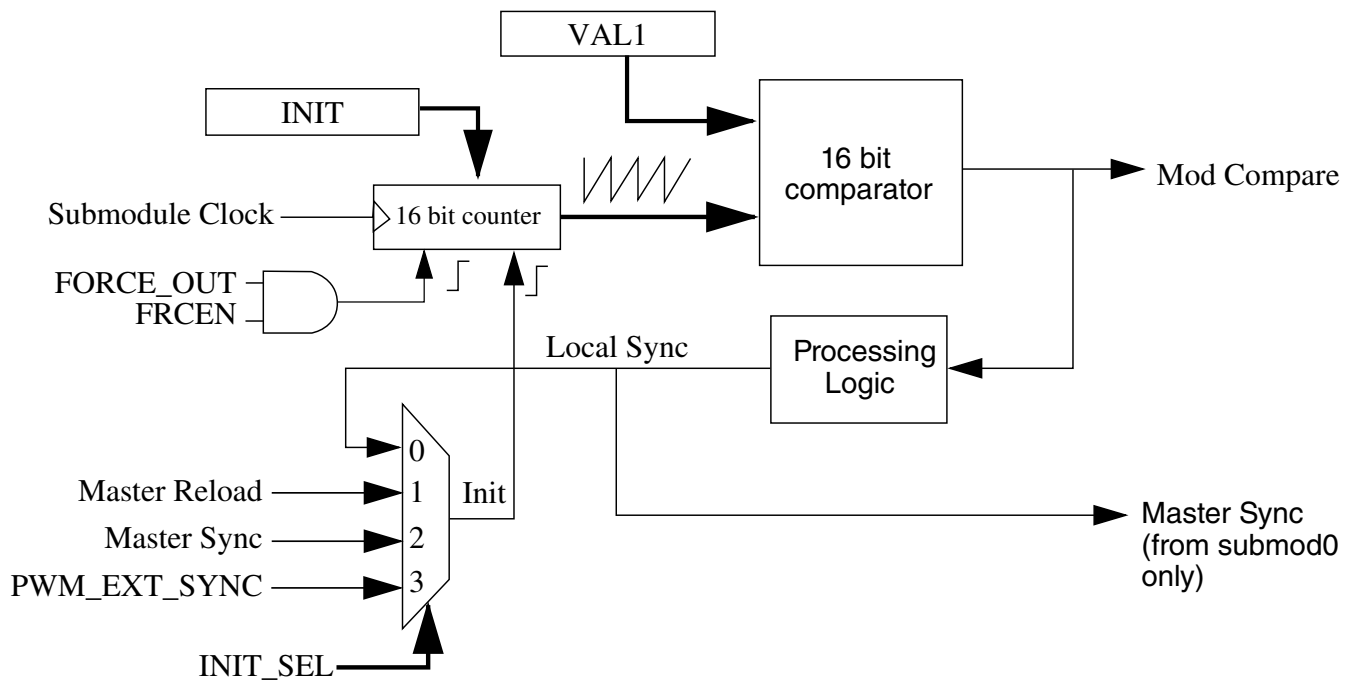 VAL1
INIT
16 bit
comparator
Mod Compare
Submodule Clock
16 bit counter
FORCE_OUT
FRCEN
Local Sync
Processing
Logic
0
Master Reload
1
Init
Master Sync
2
PWM_EXT_SYNC
3
Master Sync
(from submod0
only)
INIT_SEL